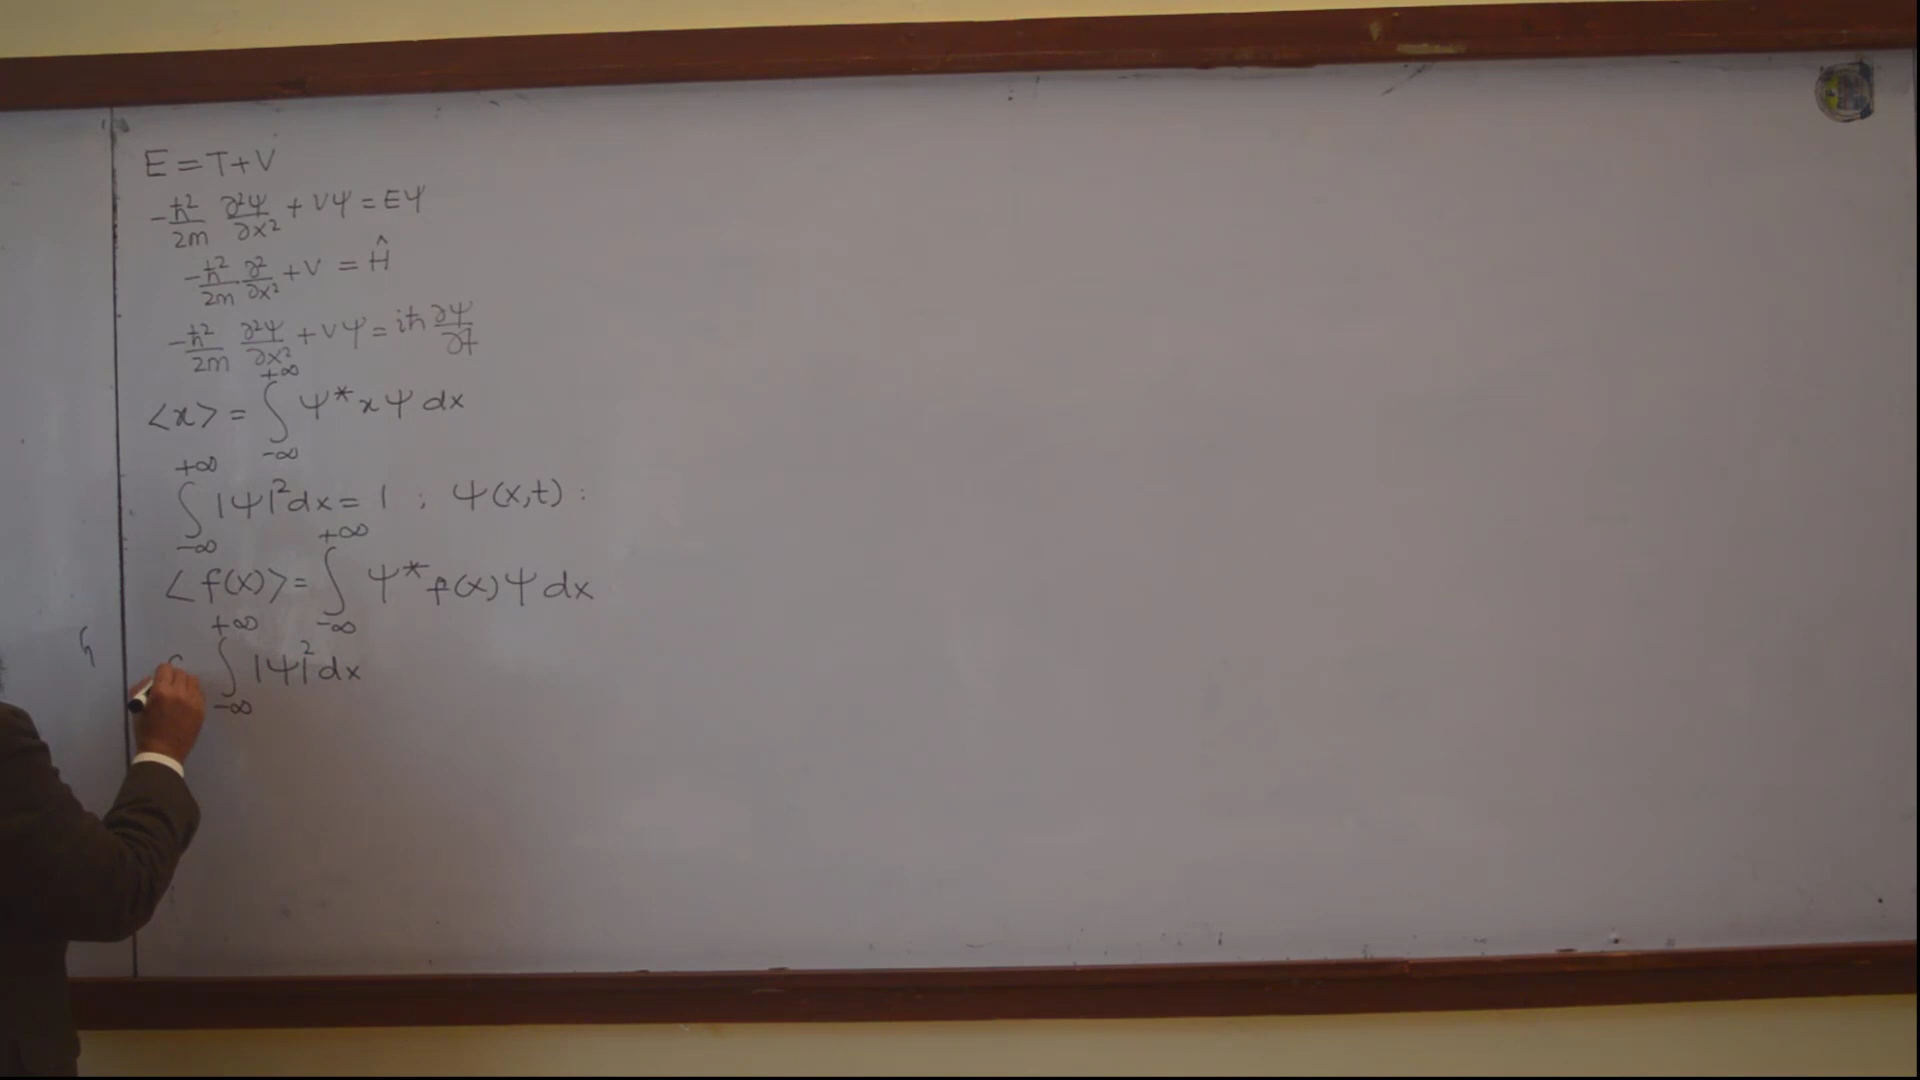 E = T + V
-ħ²/2m ∂²Ψ/∂x² + VΨ = EΨ
-ħ²/2m ∂²/∂x² + V = Ĥ
-ħ²/2m ∂²Ψ/∂x² + VΨ = iħ ∂Ψ/∂t
<x> = ∫_{-∞}^{+∞} Ψ* x Ψ dx
∫_{-∞}^{+∞} |Ψ|² dx = 1 ; Ψ(x,t) :
<f(x)> = ∫_{-∞}^{+∞} Ψ* f(x) Ψ dx
∫_{-∞}^{+∞} |Ψ|² dx